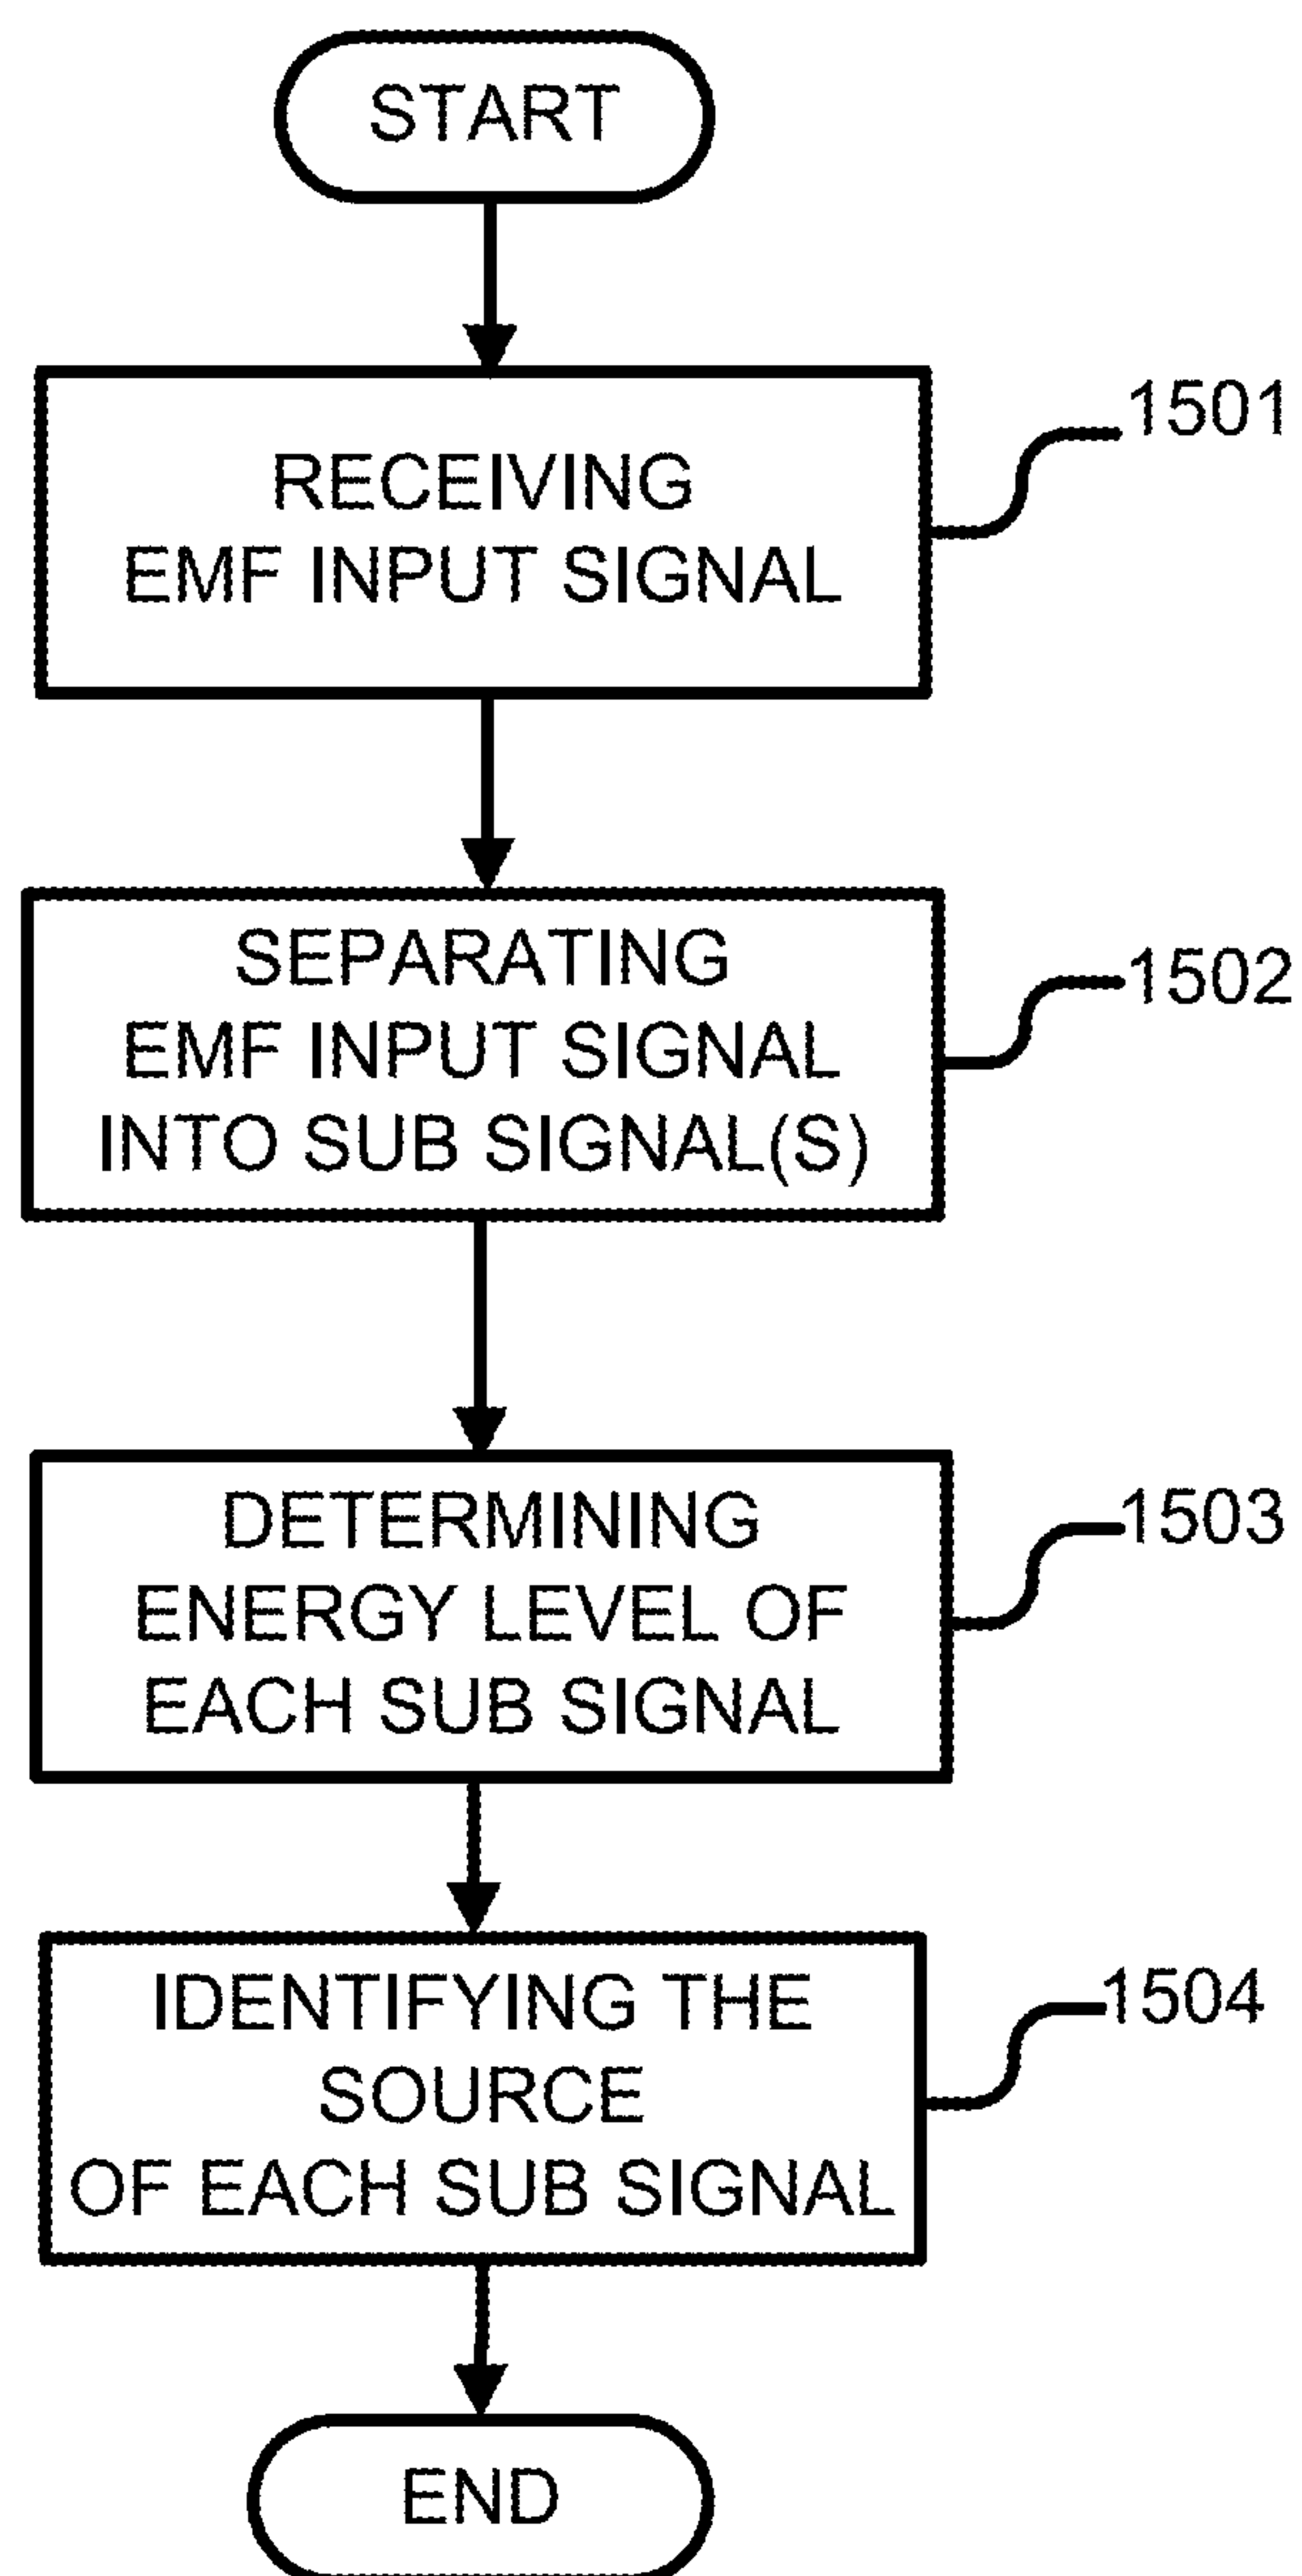 START
RECEIVING
EMF INPUT SIGNAL
1501
SEPARATING
EMF INPUT SIGNAL
INTO SUB SIGNAL(S)
1502
DETERMINING
ENERGY LEVEL OF
EACH SUB SIGNAL
1503
IDENTIFYING THE
SOURCE
OF EACH SUB SIGNAL
1504
END